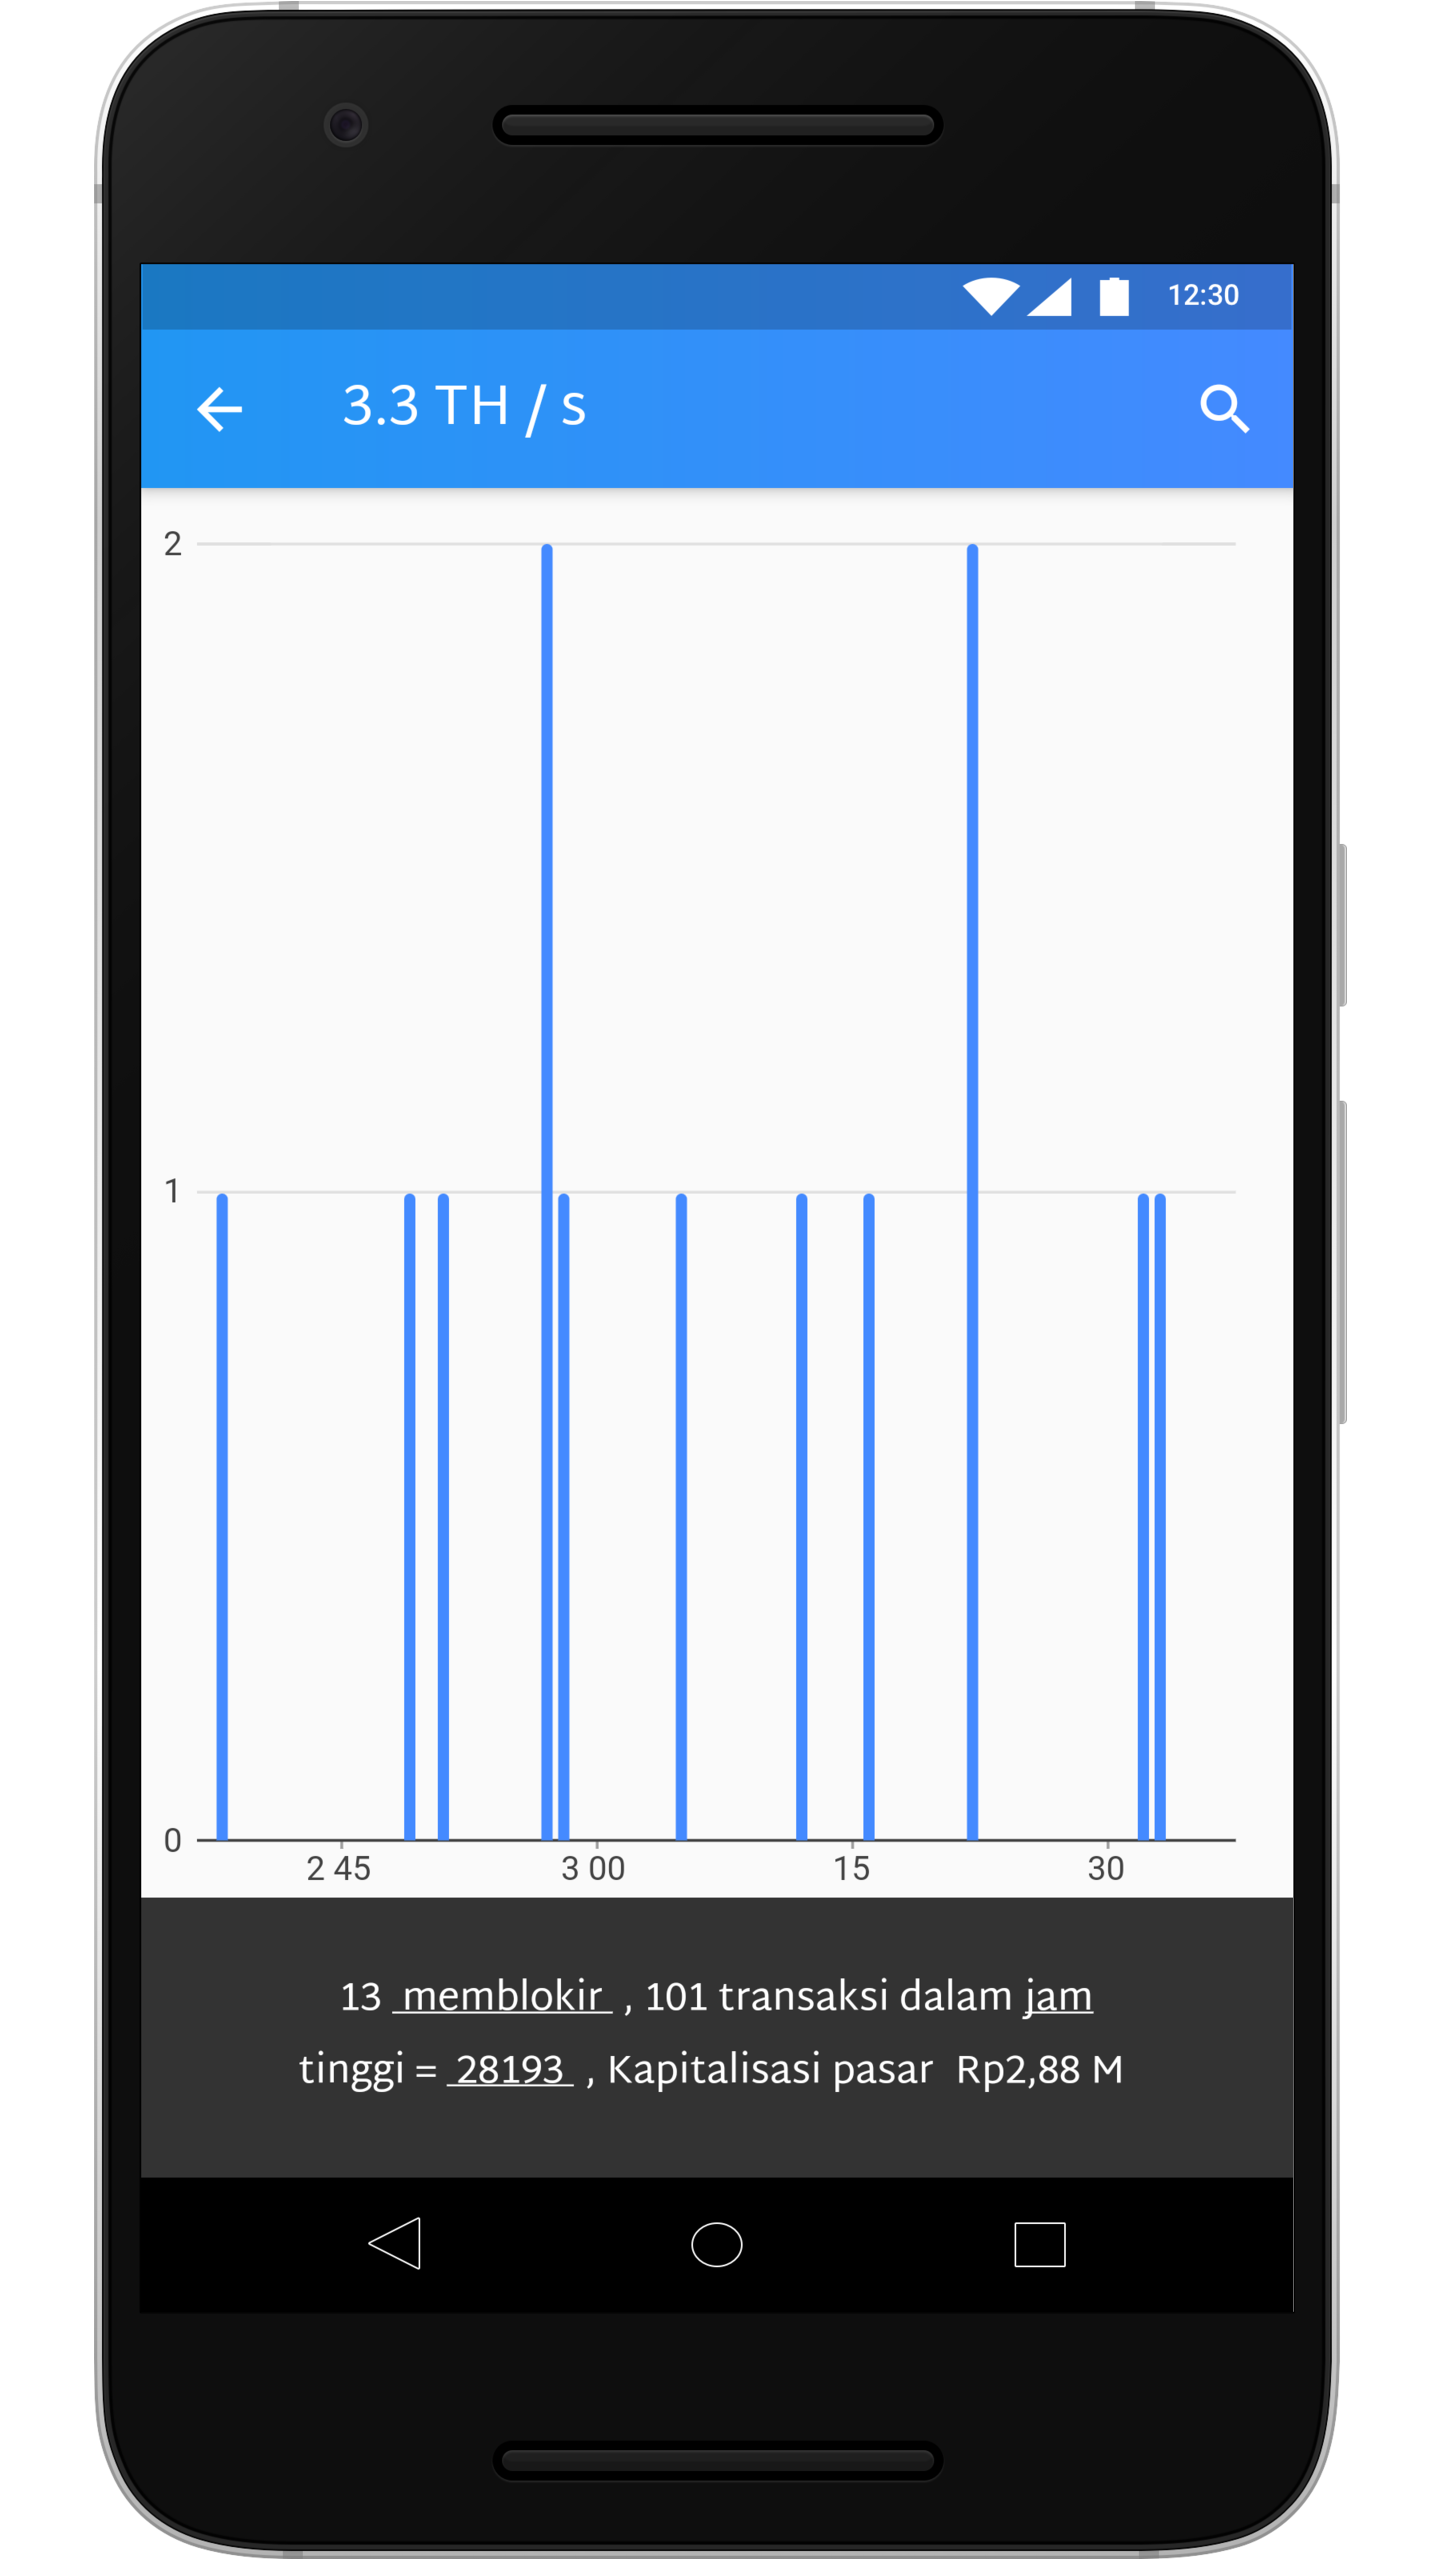 12:30
3.3 TH / s
2
1
0
2 45 3 00 15 30
13 memblokir , 101 transaksi dalam jam
tinggi = 28193 , Kapitalisasi pasar Rp2,88 M